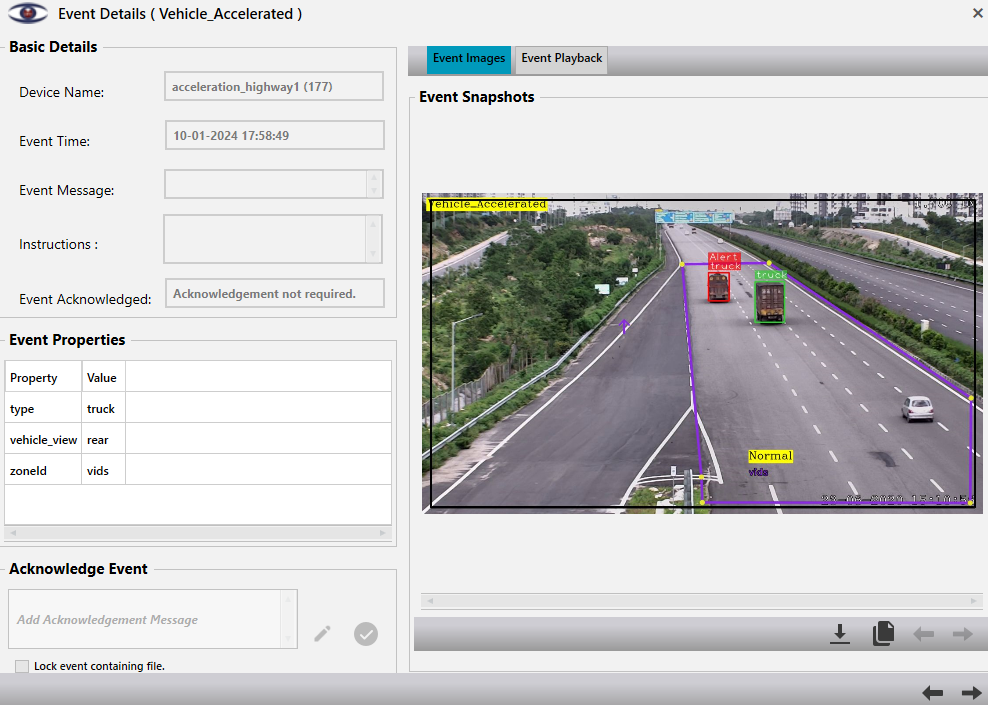 Event Details ( Vehicle_Accelerated )
Basic Details
Device Name:
acceleration_highway1 (177)
Event Time:
10-01-2024 17:58:49
Event Message:
Instructions :
Event Acknowledged:
Acknowledgement not required.
Event Properties
Property Value
type truck
vehicle_view rear
zoneId vids
Acknowledge Event
Add Acknowledgement Message
Lock event containing file.
Event Images
Event Playback
Event Snapshots
Vehicle_Accelerated
Alert
truck
truck
Normal
vids